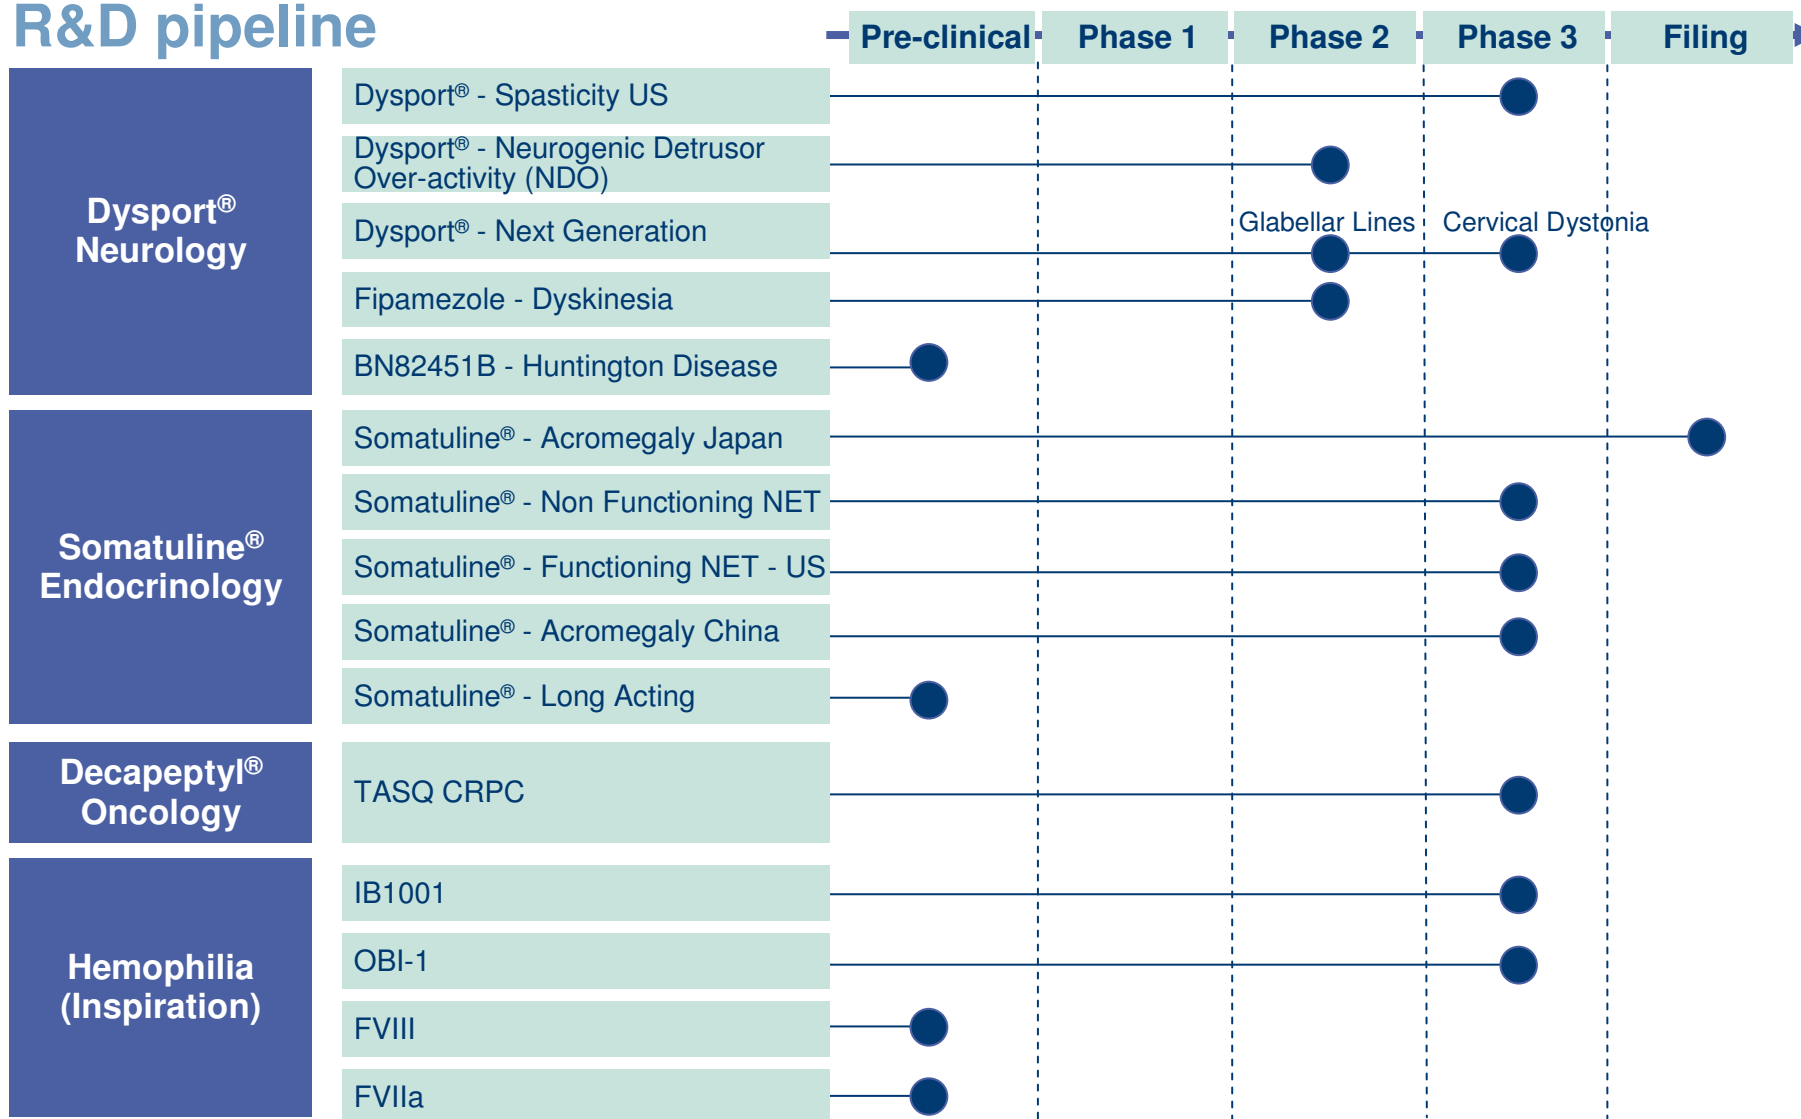 R&D pipeline
Pre-clinical
Phase 1
Phase 2
Phase 3
Filing
Dysport®
Neurology
Dysport® - Spasticity US
Dysport® - Neurogenic Detrusor
Over-activity (NDO)
Dysport® - Next Generation
Glabellar Lines
Cervical Dystonia
Fipamezole - Dyskinesia
BN82451B - Huntington Disease
Somatuline®
Endocrinology
Somatuline® - Acromegaly Japan
Somatuline® - Non Functioning NET
Somatuline® - Functioning NET - US
Somatuline® - Acromegaly China
Somatuline® - Long Acting
Decapeptyl®
Oncology
TASQ CRPC
Hemophilia
(Inspiration)
IB1001
OBI-1
FVIII
FVIIa